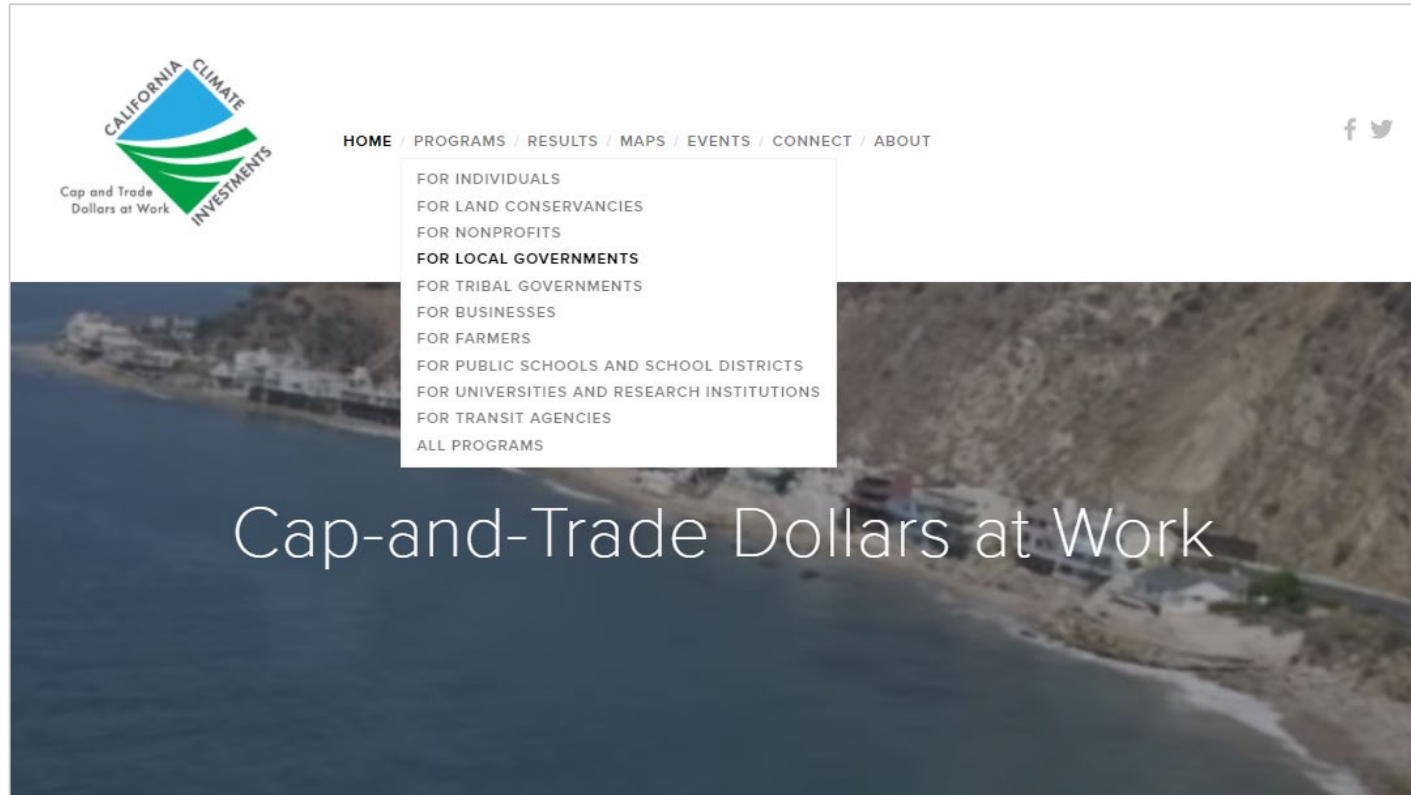 CALIFORNIA CLIMATE
INVESTMENTS
Cap and Trade
Dollars at Work
HOME / PROGRAMS / RESULTS / MAPS / EVENTS / CONNECT / ABOUT
FOR INDIVIDUALS
FOR LAND CONSERVANCIES
FOR NONPROFITS
FOR LOCAL GOVERNMENTS
FOR TRIBAL GOVERNMENTS
FOR BUSINESSES
FOR FARMERS
FOR PUBLIC SCHOOLS AND SCHOOL DISTRICTS
FOR UNIVERSITIES AND RESEARCH INSTITUTIONS
FOR TRANSIT AGENCIES
ALL PROGRAMS
Cap-and-Trade Dollars at Work